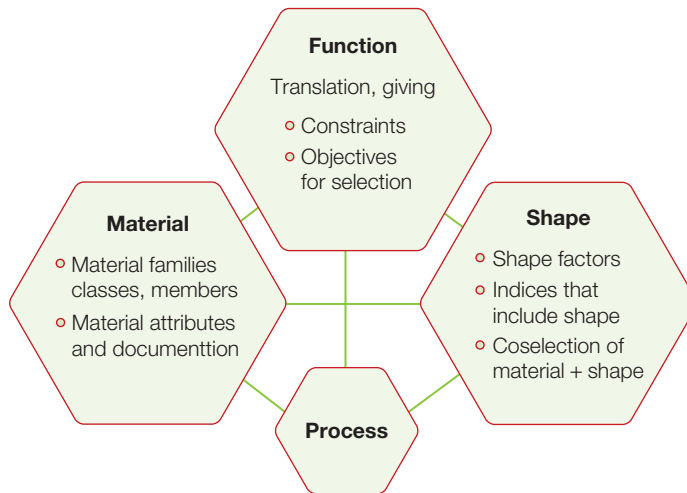 Function
Translation, giving
Constraints
Objectives
for selection
Material
Material families
classes, members
Material attributes
and documenttion
Shape
Shape factors
Indices that
include shape
Coselection of
material + shape
Process